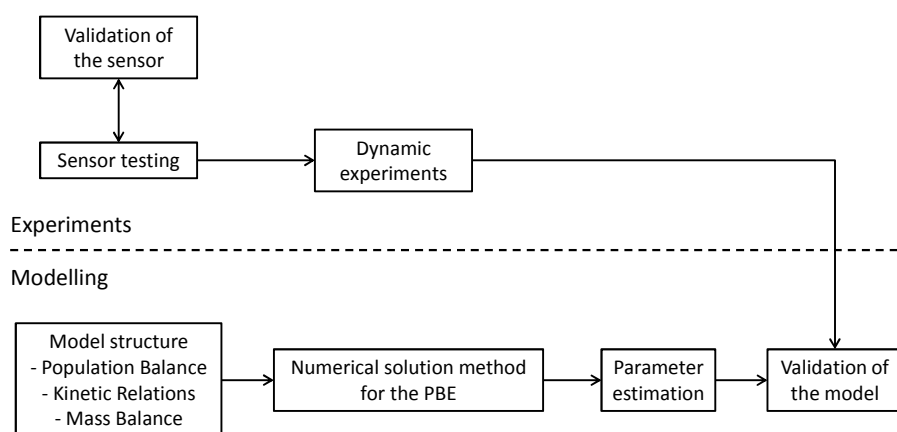 Validation of
the sensor
Sensor testing
Dynamic
experiments
Experiments
Modelling
Model structure
- Population Balance
- Kinetic Relations
- Mass Balance
Numerical solution method
for the PBE
Parameter
estimation
Validation of
the model